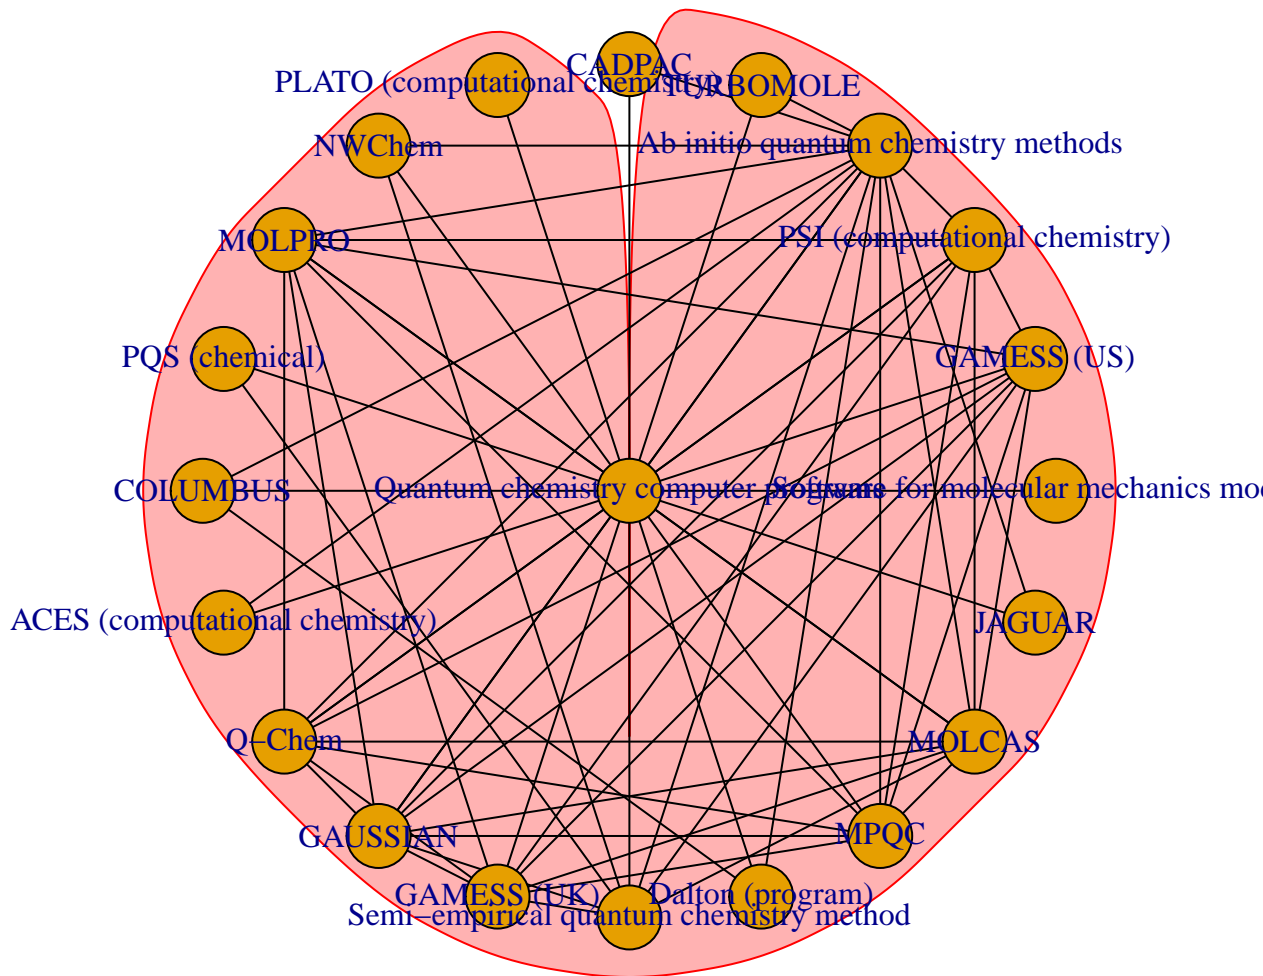 CADPAC
PLATO (computational chemistry)
TURBOMOLE
NWChem
Ab initio quantum chemistry methods
MOLPRO
PSI (computational chemistry)
PQS (chemical)
GAMESS (US)
COLUMBUS
Quantum chemistry computer programs
Software for molecular mechanics
ACES (computational chemistry)
JAGUAR
Q−Chem
MOLCAS
GAUSSIAN
MPQC
GAMESS (UK)
Dalton (program)
Semi−empirical quantum chemistry method